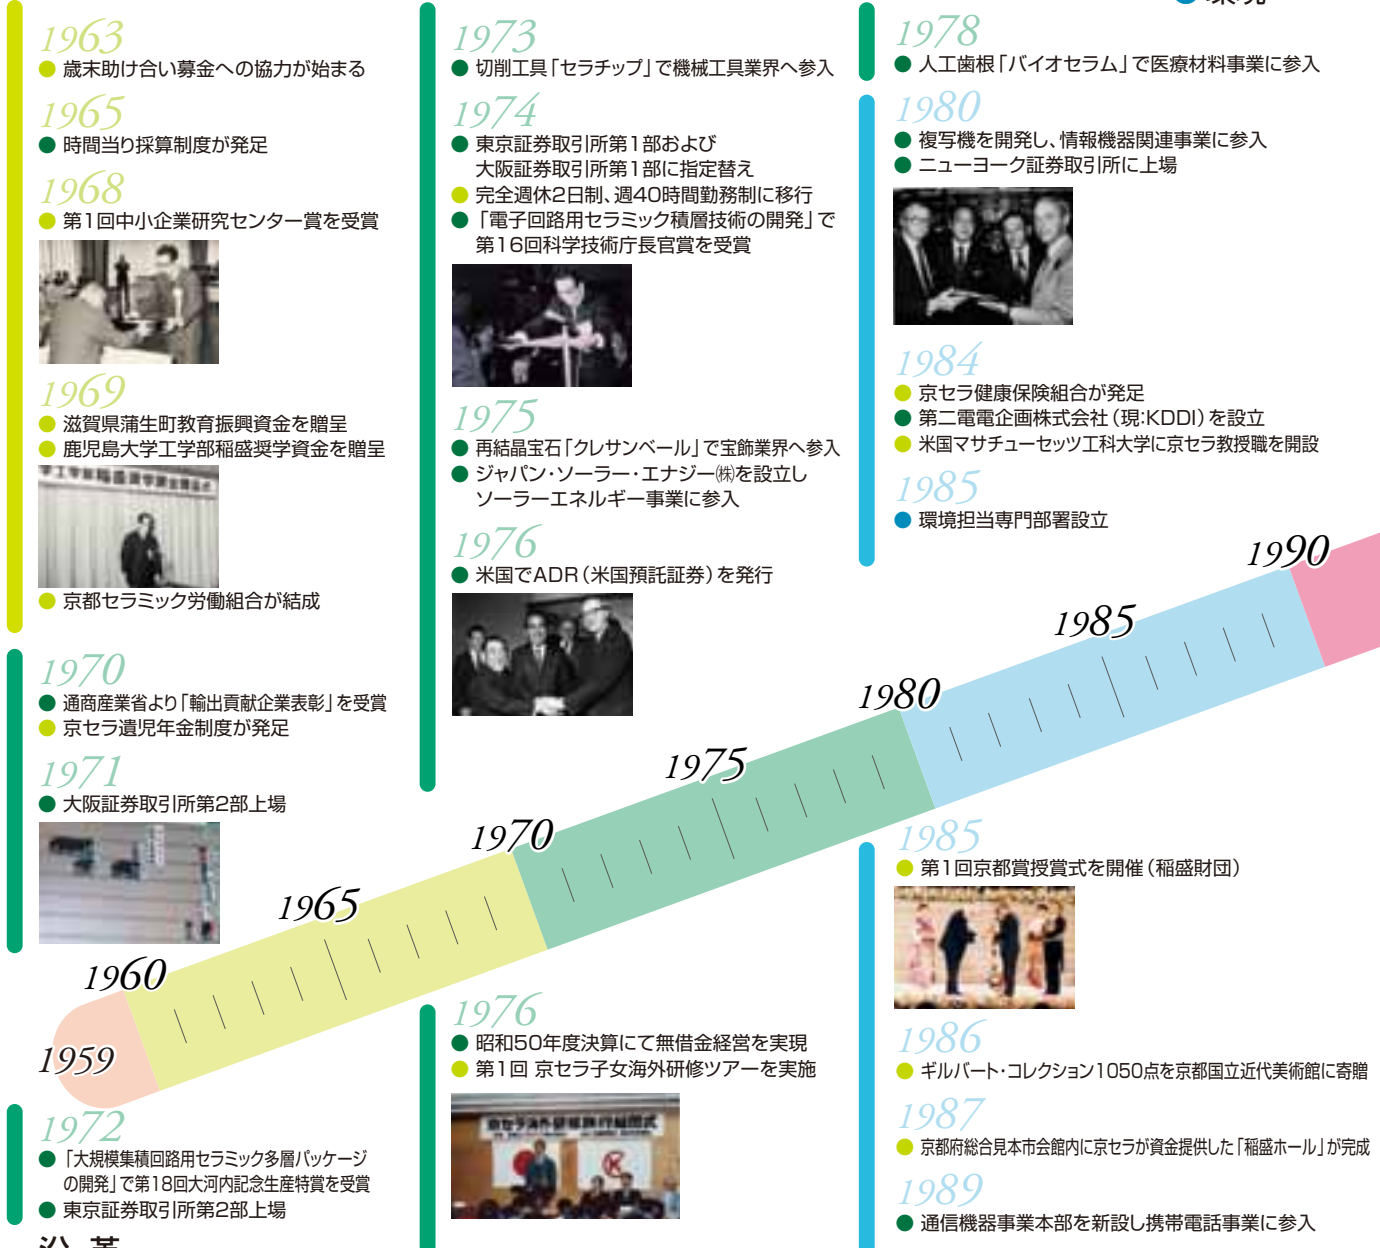 1963
歳末助け合い募金への協力が始まる
1965
時間当り採算制度が発足
1968
第1回中小企業研究センター賞を受賞
1969
滋賀県蒲生町教育振興資金を贈呈
鹿児島大学工学部稲盛奨学資金を贈呈
京都セラミック労働組合が結成
1970
通商産業省より「輸出貢献企業表彰」を受賞
京セラ遺児年金制度が発足
1971
大阪証券取引所第2部上場
1972
「大規模集積回路用セラミック多層パッケージ
の開発」で第18回大河内記念生産特賞を受賞
東京証券取引所第2部上場
沿 革
1973
切削工具「セラチップ」で機械工具業界へ参入
1974
東京証券取引所第1部および
大阪証券取引所第1部に指定替え
完全週休2日制、週40時間勤務制に移行
「電子回路用セラミック積層技術の開発」で
第16回科学技術庁長官賞を受賞
1975
再結晶宝石「クレサンベール」で宝飾業界へ参入
ジャパン・ソーラー・エナジー㈱を設立し
ソーラーエネルギー事業に参入
1976
米国でADR(米国預託証券)を発行
1976
昭和50年度決算にて無借金経営を実現
第1回 京セラ子女海外研修ツアーを実施
環境
1978
人工歯根「バイオセラム」で医療材料事業に参入
1980
複写機を開発し、情報機器関連事業に参入
ニューヨーク証券取引所に上場
1984
京セラ健康保険組合が発足
第二電電企画株式会社(現:KDDI)を設立
米国マサチューセッツ工科大学に京セラ教授職を開設
1985
環境担当専門部署設立
1985
第1回京都賞授賞式を開催(稲盛財団)
1986
ギルバート・コレクション1050点を京都国立近代美術館に寄贈
1987
京都府総合見本市会館内に京セラが資金提供した「稲盛ホール」が完成
1989
通信機器事業本部を新設し携帯電話事業に参入
1959
1960
1965
1970
1975
1980
1985
1990